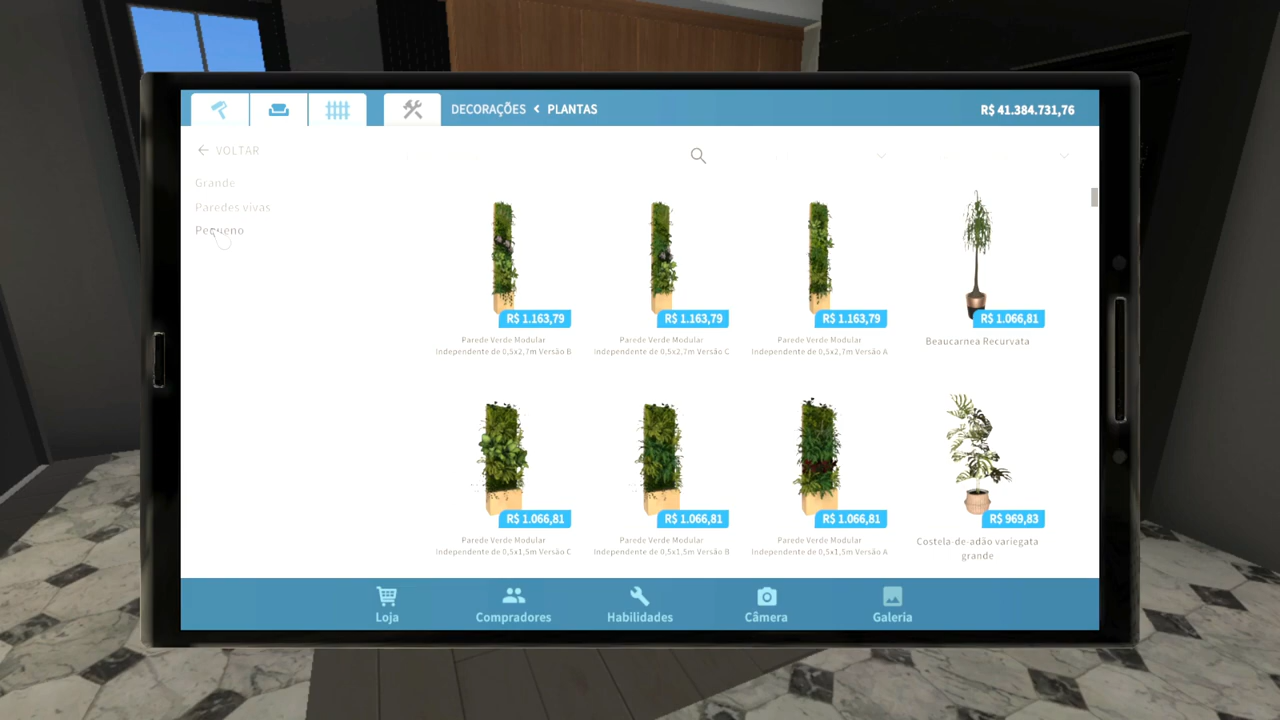 DECORAÇÕES < PLANTAS
R$ 41.384.731,76
VOLTAR
Grande
Paredes vivas
Pequeno
R$ 1.163,79
R$ 1.163,79
R$ 1.163,79
R$ 1.066,81
Parede Verde Modular
Independente de 0,5x2,7m Versão B
Parede Verde Modular
Independente de 0,5x2,7m Versão C
Parede Verde Modular
Independente de 0,5x2,7m Versão A
Beaucarnea Recurvata
R$ 1.066,81
R$ 1.066,81
R$ 1.066,81
R$ 969,83
Parede Verde Modular
Independente de 0,5x1,5m Versão C
Parede Verde Modular
Independente de 0,5x1,5m Versão B
Parede Verde Modular
Independente de 0,5x1,5m Versão A
Costela-de-adão variegata
grande
Loja
Compradores
Habilidades
Câmera
Galeria